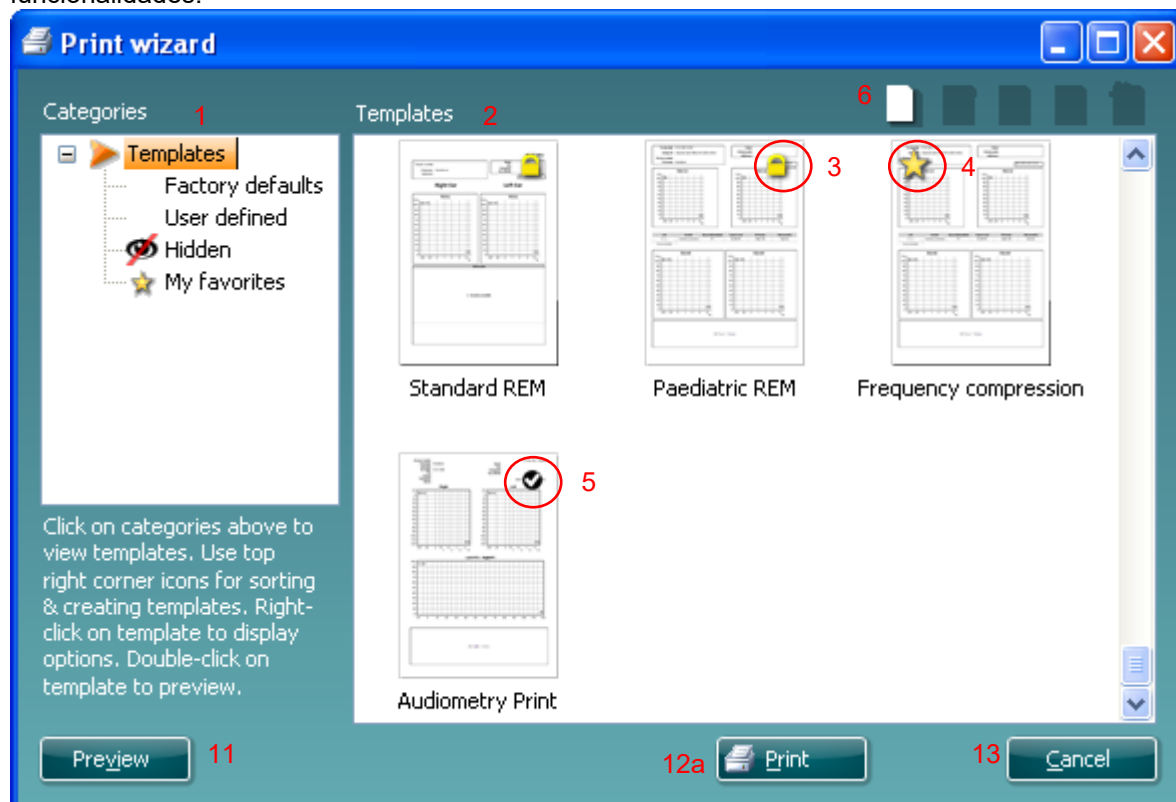 funcionalidades.
Print wizard
6
Categories 1
Templates 2
Templates
Factory defaults
User defined
Hidden
My favorites
3
4
Standard REM
Paediatric REM
Frequency compression
5
Audiometry Print
Click on categories above to
view templates. Use top
right corner icons for sorting
& creating templates. Right-
click on template to display
options. Double-click on
template to preview.
Preview 11
12a Print
13 Cancel